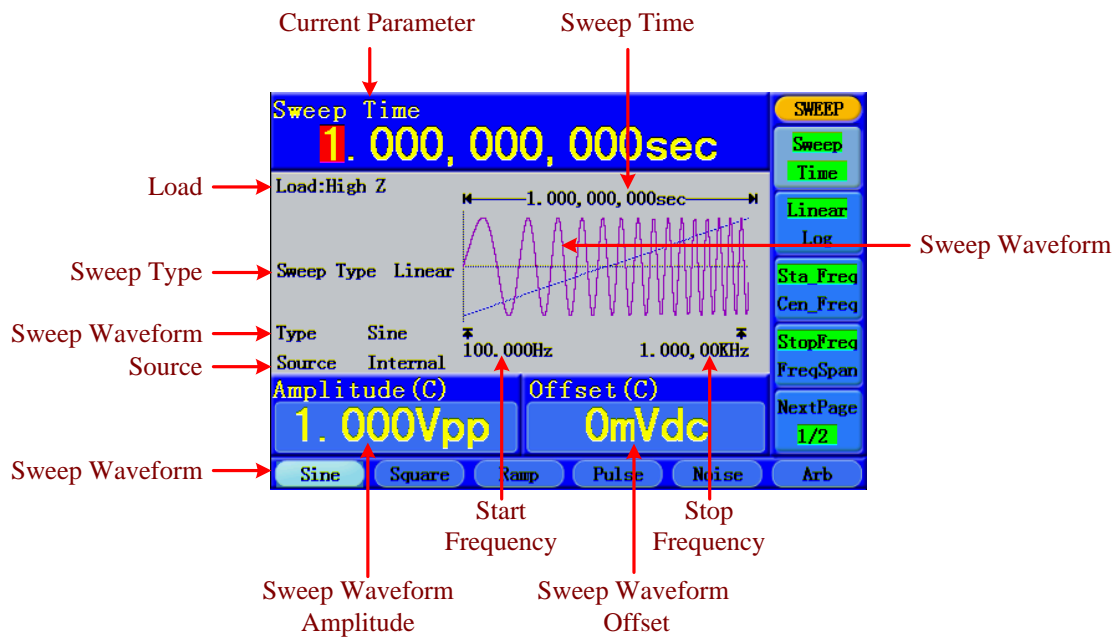 Current Parameter
Sweep Time
Sweep Time
1.000,000,000sec
SWEEP
Sweep
Time
Load
Load:High Z
1.000,000,000sec
Linear
Log
Sweep Waveform
Sweep Type
Sweep Type Linear
Sta_Freq
Cen_Freq
Sweep Waveform
Type Sine
100.000Hz
1.000,00KHz
StopFreq
FreqSpan
Source
Source Internal
Amplitude(C)
Offset(C)
1.000Vpp
0mVdc
NextPage
1/2
Sweep Waveform
Sine
Square
Ramp
Pulse
Noise
Arb
Start
Frequency
Stop
Frequency
Sweep Waveform
Amplitude
Sweep Waveform
Offset